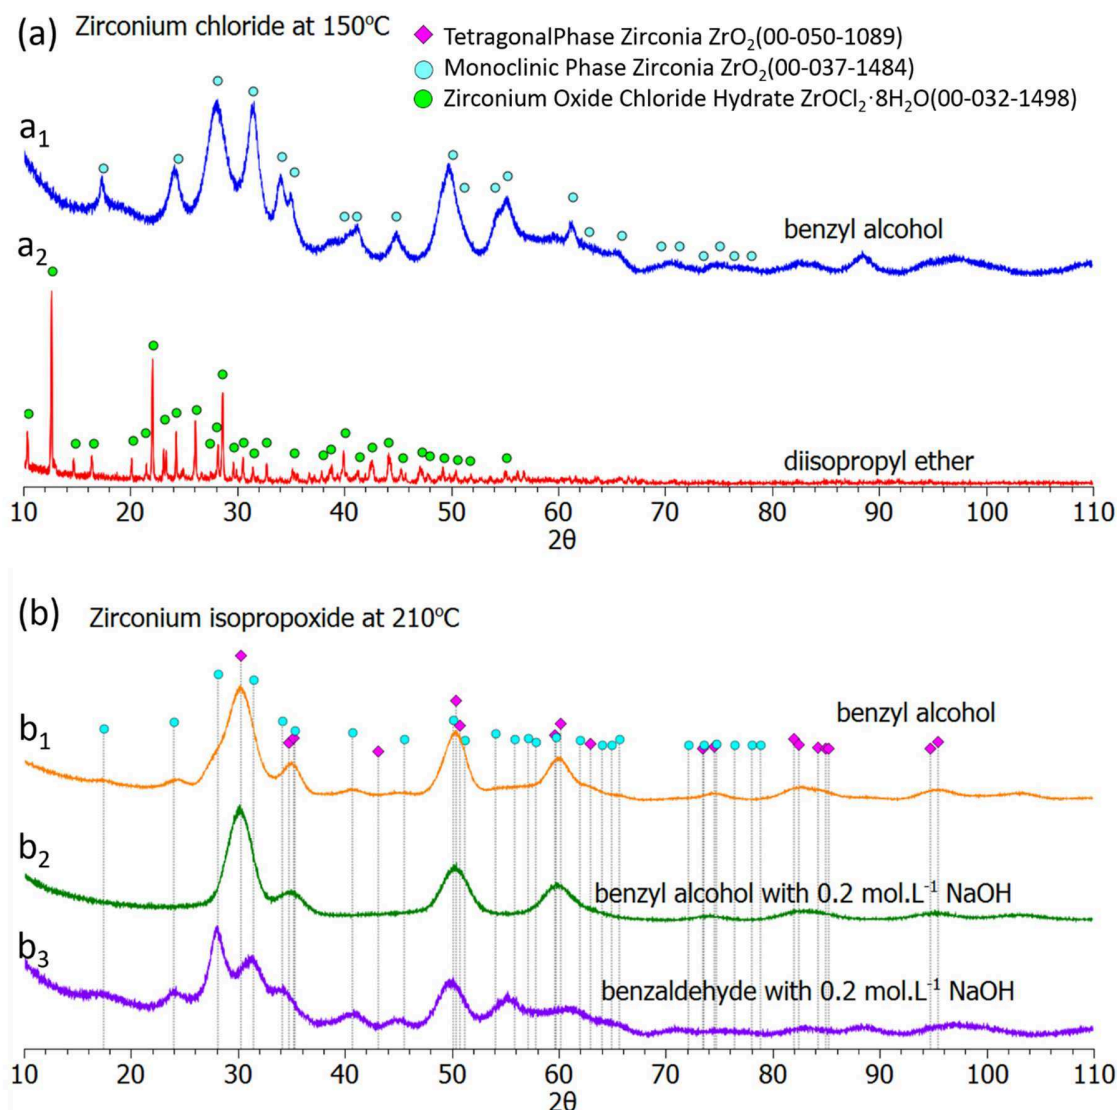 (a) Zirconium chloride at 150ºC
TetragonalPhase Zirconia ZrO₂(00-050-1089)
Monoclinic Phase Zirconia ZrO₂(00-037-1484)
Zirconium Oxide Chloride Hydrate ZrOCl₂·8H₂O(00-032-1498)
a₁
benzyl alcohol
a₂
diisopropyl ether
10 20 30 40 50 60 70 80 90 100 110
2θ
(b) Zirconium isopropoxide at 210ºC
b₁
benzyl alcohol
b₂
benzyl alcohol with 0.2 mol.L⁻¹ NaOH
b₃
benzaldehyde with 0.2 mol.L⁻¹ NaOH
10 20 30 40 50 60 70 80 90 100 110
2θ